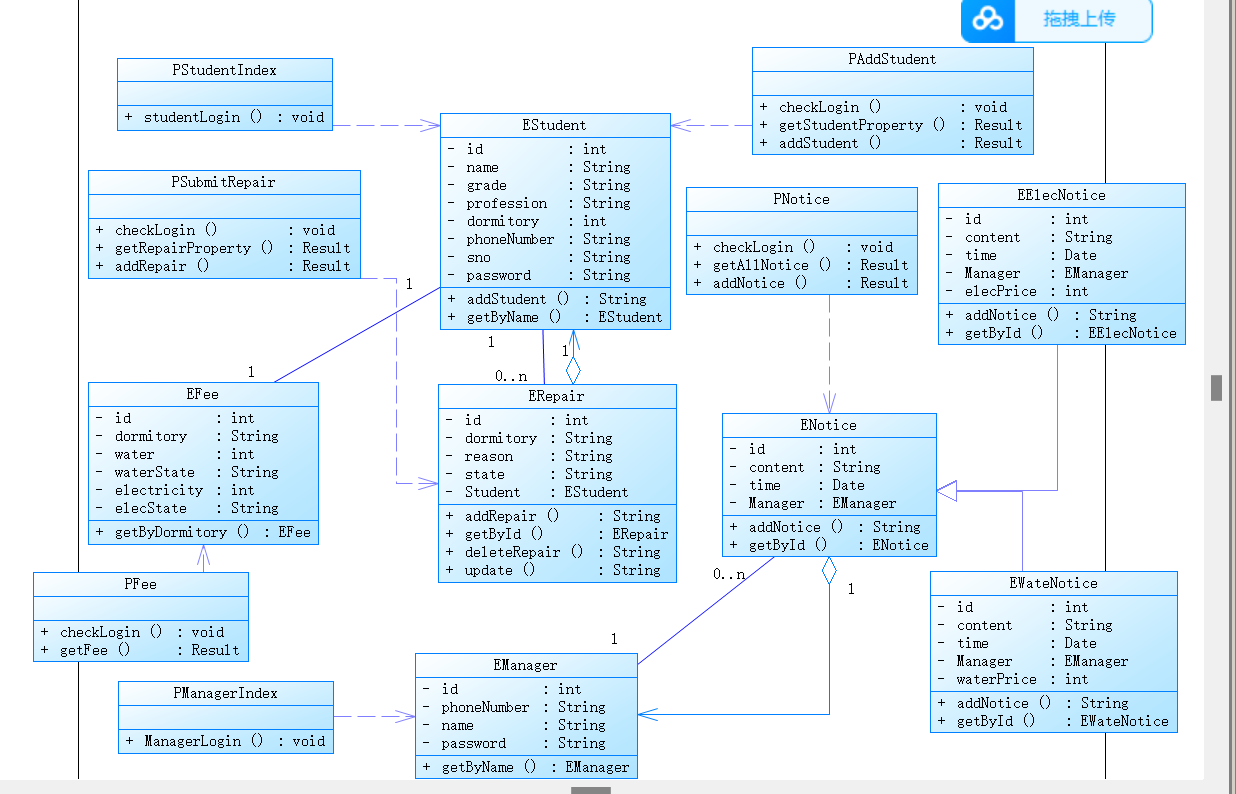 拖拽上传
PStudentIndex
+ studentLogin () : void
PAddStudent
+ checkLogin () : void
+ getStudentProperty () : Result
+ addStudent () : Result
EStudent
- id : int
- name : String
- grade : String
- profession : String
- dormitory : int
- phoneNumber : String
- sno : String
- password : String
+ addStudent () : String
+ getByName () : EStudent
PSubmitRepair
+ checkLogin () : void
+ getRepairProperty () : Result
+ addRepair () : Result
PNotice
+ checkLogin () : void
+ getAllNotice () : Result
+ addNotice () : Result
EElecNotice
- id : int
- content : String
- time : Date
- Manager : EManager
- elecPrice : int
+ addNotice () : String
+ getById () : EElecNotice
1
1
1
1
0..n
EFee
- id : int
- dormitory : String
- water : int
- waterState : String
- electricity : int
- elecState : String
+ getByDormitory () : EFee
ERepair
- id : int
- dormitory : String
- reason : String
- state : String
- Student : EStudent
+ addRepair () : String
+ getById () : ERepair
+ deleteRepair () : String
+ update () : String
ENotice
- id : int
- content : String
- time : Date
- Manager : EManager
+ addNotice () : String
+ getById () : ENotice
0..n
1
1
PFee
+ checkLogin () : void
+ getFee () : Result
EWateNotice
- id : int
- content : String
- time : Date
- Manager : EManager
- waterPrice : int
+ addNotice () : String
+ getById () : EWateNotice
PManagerIndex
+ ManagerLogin () : void
EManager
- id : int
- phoneNumber : String
- name : String
- password : String
+ getByName () : EManager